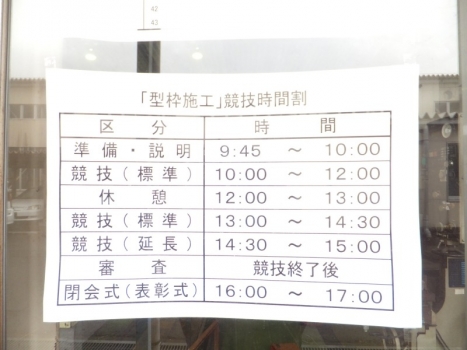 42
43
「型枠施工」競技時間割
区 分 時 間
準備・説明 9:45 ～ 10:00
競技(標準) 10:00 ～ 12:00
休 憩 12:00 ～ 13:00
競技(標準) 13:00 ～ 14:30
競技(延長) 14:30 ～ 15:00
審 査 競技終了後
閉会式(表彰式) 16:00 ～ 17:00